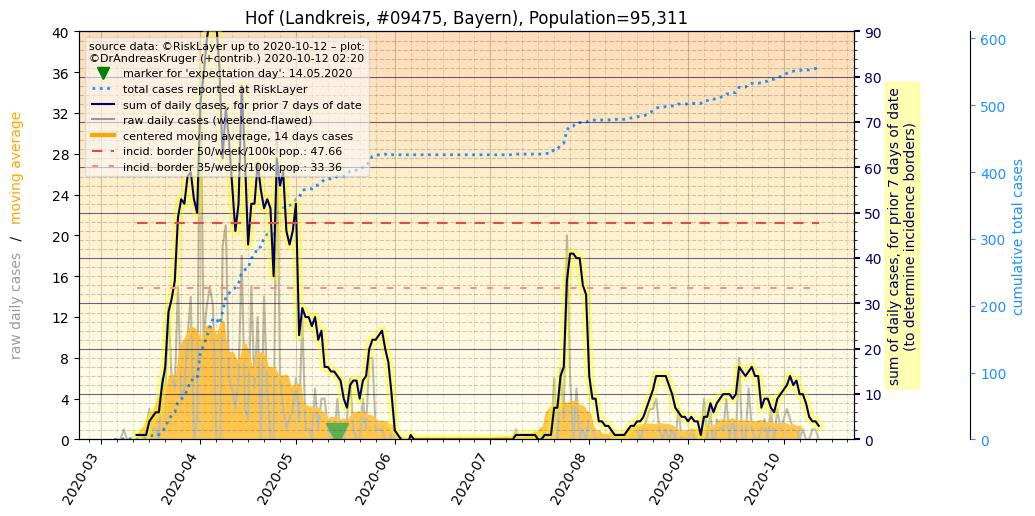 Hof (Landkreis, #09475, Bayern), Population=95,311
source data: ©RiskLayer up to 2020-10-12 – plot:
©DrAndreasKruger (+contrib.) 2020-10-12 02:20
marker for 'expectation day': 14.05.2020
total cases reported at RiskLayer
sum of daily cases, for prior 7 days of date
raw daily cases (weekend-flawed)
centered moving average, 14 days cases
incid. border 50/week/100k pop.: 47.66
incid. border 35/week/100k pop.: 33.36
raw daily cases / moving average
40
36
32
28
24
20
16
12
8
4
0
2020-03
2020-04
2020-05
2020-06
2020-07
2020-08
2020-09
2020-10
90
80
70
60
50
40
30
20
10
0
sum of daily cases, for prior 7 days of date
(to determine incidence borders)
600
500
400
300
200
100
0
cumulative total cases